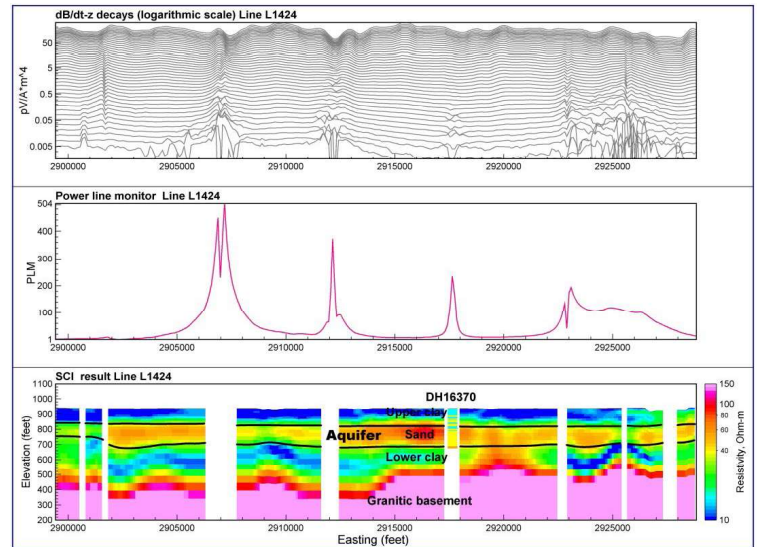 dB/dt-z decays (logarithmic scale) Line L1424
pV/A*m^4
50
5
0.5
0.05
0.005
2900000 2905000 2910000 2915000 2920000 2925000
Power line monitor Line L1424
PLM
504
400
300
200
100
1
2900000 2905000 2910000 2915000 2920000 2925000
SCI result Line L1424
Elevation (feet)
1100
1000
900
800
700
600
500
400
300
200
DH16370
Upper clay
Aquifer Sand
Lower clay
Granitic basement
2900000 2905000 2910000 2915000 2920000 2925000
Easting (feet)
150
100
80
60
40
20
10
Resistvity, Ohm-m